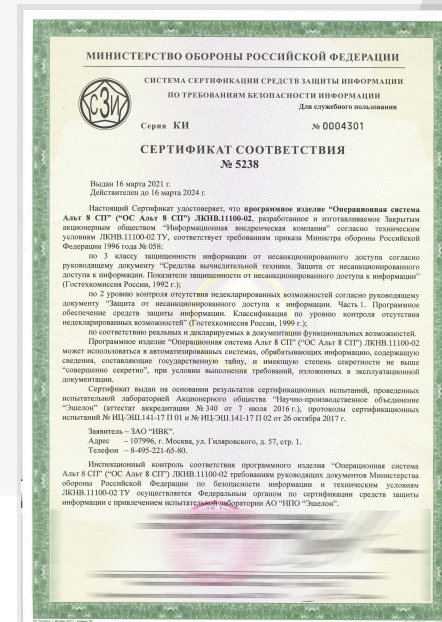 МИНИСТЕРСТВО ОБОРОНЫ РОССИЙСКОЙ ФЕДЕРАЦИИ
СЗИ
СИСТЕМА СЕРТИФИКАЦИИ СРЕДСТВ ЗАЩИТЫ ИНФОРМАЦИИ
ПО ТРЕБОВАНИЯМ БЕЗОПАСНОСТИ ИНФОРМАЦИИ
Для служебного пользования
Серия КИ № 0004301
СЕРТИФИКАТ СООТВЕТСТВИЯ
№ 5238
Выдан 16 марта 2021 г.
Действителен до 16 марта 2024 г.
Настоящий Сертификат удостоверяет, что программное изделие “Операционная система
Альт 8 СП” (“ОС Альт 8 СП”) ЛКНВ.11100-02, разработанное и изготавливаемое Закрытым
акционерным обществом “Информационная внедренческая компания” согласно техническим
условиям ЛКНВ.11100-02 ТУ, соответствует требованиям приказа Министра обороны Российской
Федерации 1996 года № 058:
по 3 классу защищенности информации от несанкционированного доступа согласно
руководящему документу “Средства вычислительной техники. Защита от несанкционированного
доступа к информации. Показатели защищенности от несанкционированного доступа к информации”
(Гостехкомиссия России, 1992 г.);
по 2 уровню контроля отсутствия недекларированных возможностей согласно руководящему
документу “Защита от несанкционированного доступа к информации. Часть 1. Программное
обеспечение средств защиты информации. Классификация по уровню контроля отсутствия
недекларированных возможностей” (Гостехкомиссия России, 1999 г.);
по соответствию реальных и декларируемых в документации функциональных возможностей.
Программное изделие “Операционная система Альт 8 СП” (“ОС Альт 8 СП”) ЛКНВ.11100-02
может использоваться в автоматизированных системах, обрабатывающих информацию, содержащую
сведения, составляющие государственную тайну, и имеющую степень секретности не выше
“совершенно секретно”, при условии выполнения требований, изложенных в эксплуатационной
документации.
Сертификат выдан на основании результатов сертификационных испытаний, проведенных
испытательной лабораторией Акционерного общества “Научно-производственное объединение
“Эшелон” (аттестат аккредитации № 340 от 7 июля 2016 г.), протоколы сертификационных
испытаний № ИЦ-ЭШ.141-17 П 01 и № ИЦ-ЭШ.141-17 П 02 от 26 октября 2017 г.
Заявитель – ЗАО “ИВК”.
Адрес – 107996, г. Москва, ул. Гиляровского, д. 57, стр. 1.
Телефон – 8-495-221-65-80.
Инспекционный контроль соответствия программного изделия “Операционная система
Альт 8 СП” (“ОС Альт 8 СП”) ЛКНВ.11100-02 требованиям руководящих документов Министерства
обороны Российской Федерации по безопасности информации и техническим условиям
ЛКНВ.11100-02 ТУ осуществляется Федеральным органом по сертификации средств защиты
информации с привлечением испытательной лаборатории АО “НПО “Эшелон”.